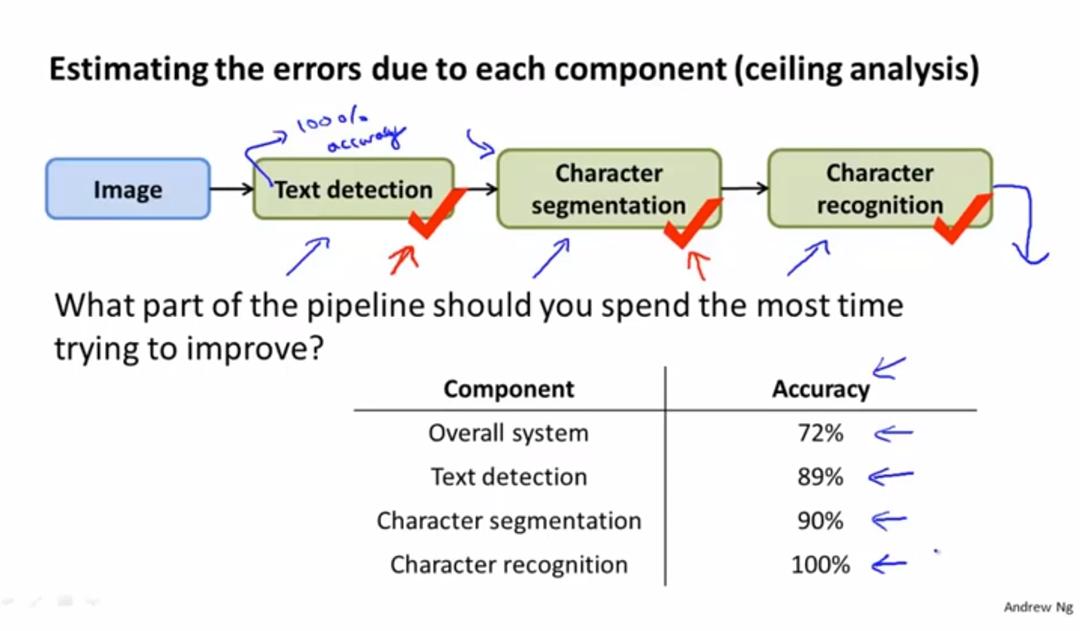 Estimating the errors due to each component (ceiling analysis)
100% accuracy
Image
Text detection
Character
segmentation
Character
recognition
What part of the pipeline should you spend the most time
trying to improve?
Component Accuracy
Overall system 72%
Text detection 89%
Character segmentation 90%
Character recognition 100%
Andrew Ng